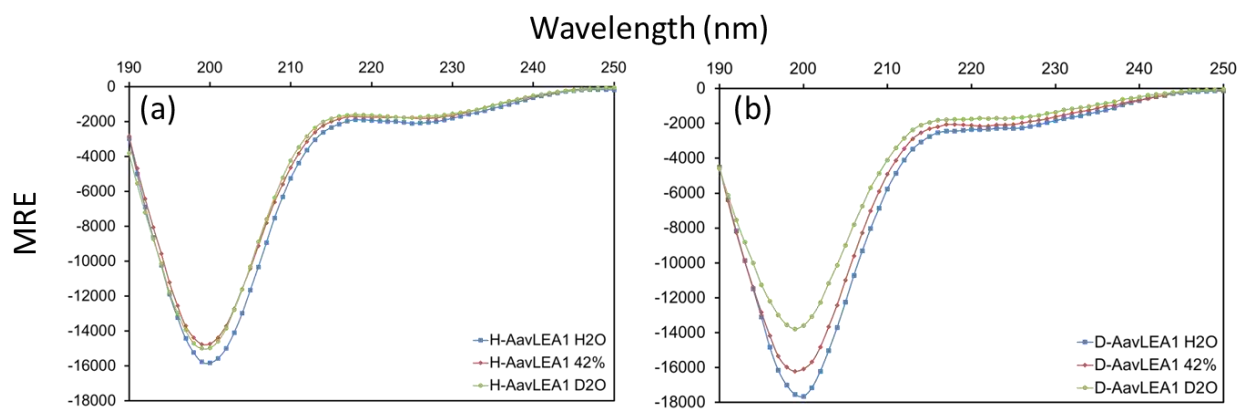 Wavelength (nm)
190 200 210 220 230 240 250
0
-2000
-4000
-6000
-8000
-10000
-12000
-14000
-16000
-18000
(a)
MRE
H-AavLEA1 H2O
H-AavLEA1 42%
H-AavLEA1 D2O
190 200 210 220 230 240 250
0
-2000
-4000
-6000
-8000
-10000
-12000
-14000
-16000
-18000
(b)
D-AavLEA1 H2O
D-AavLEA1 42%
D-AavLEA1 D2O